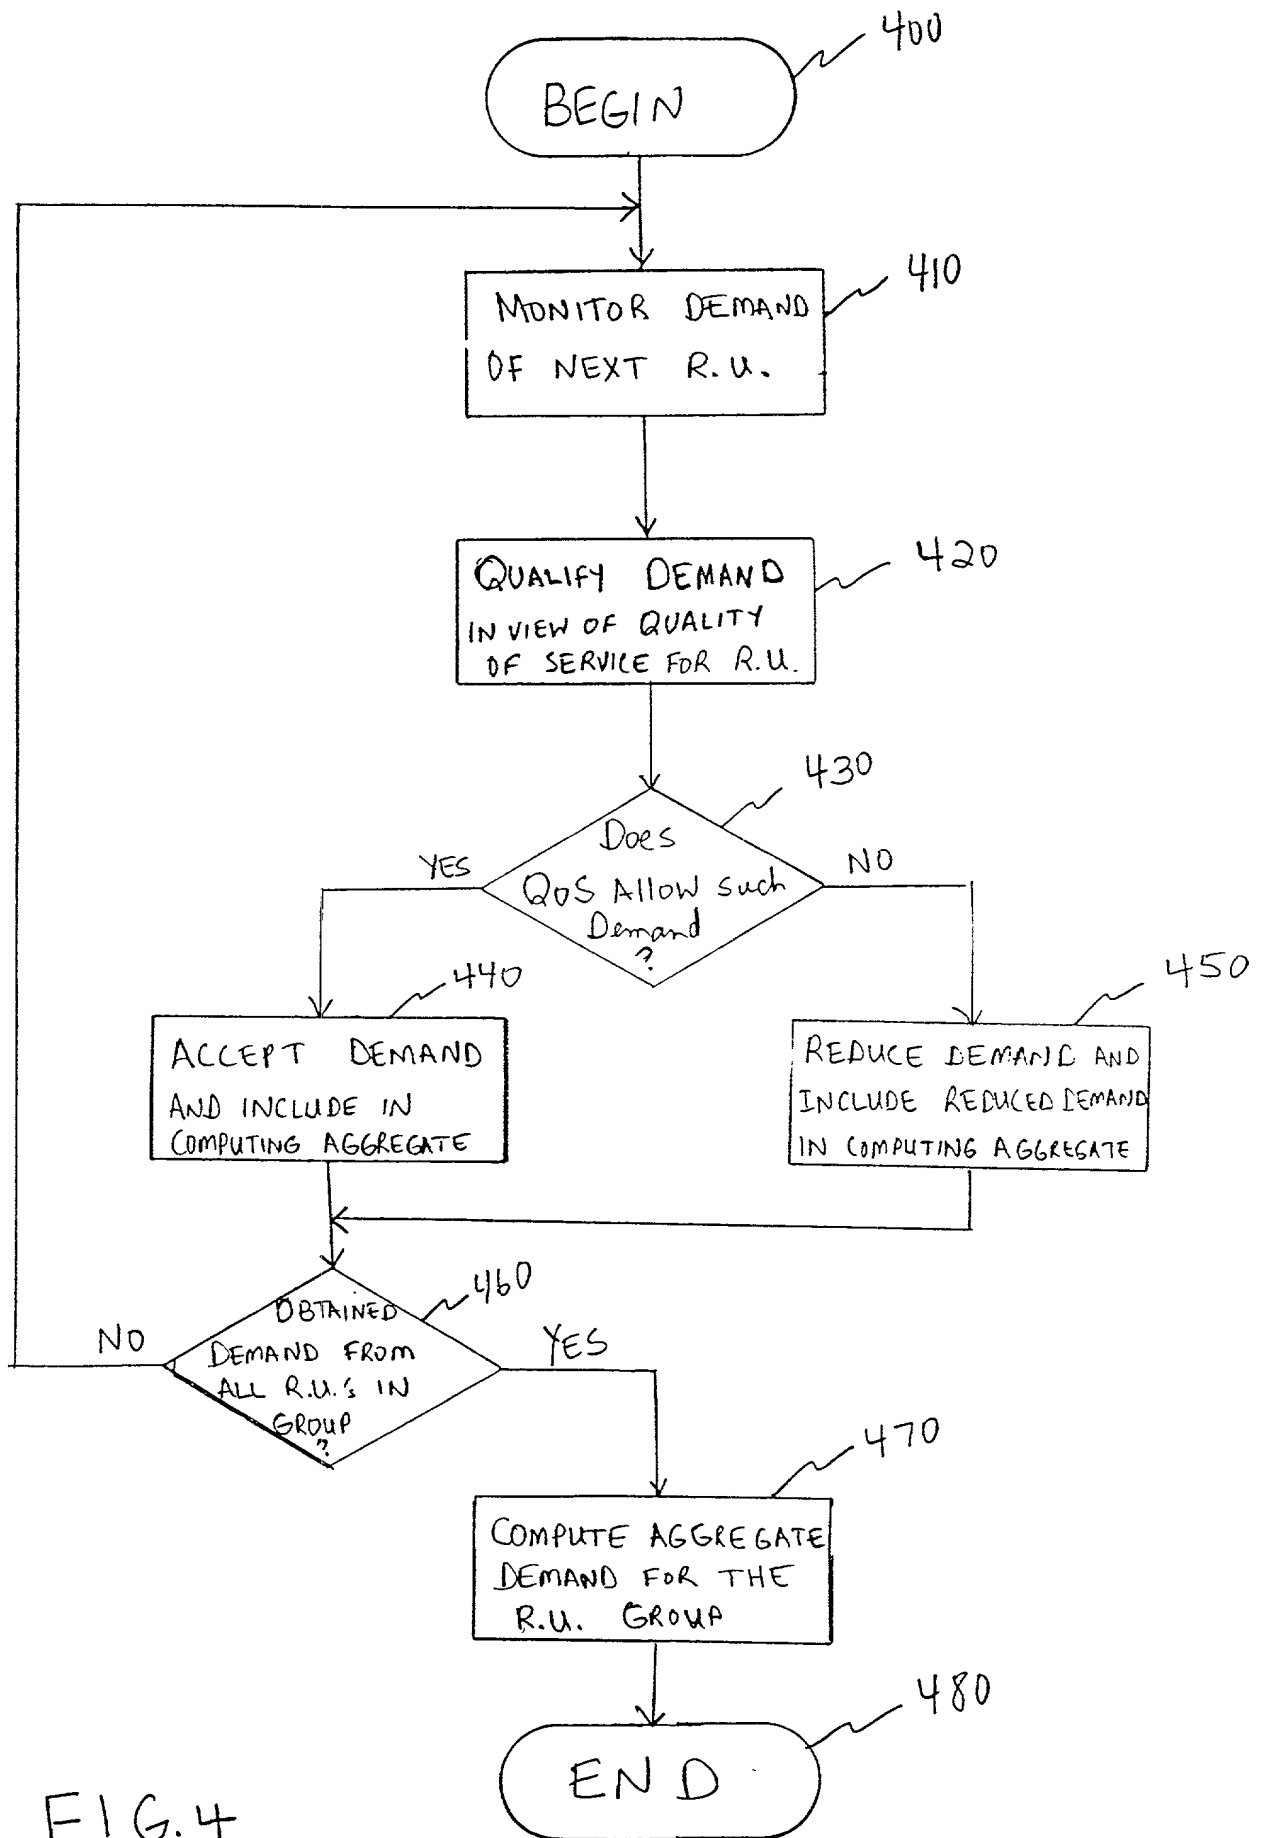 400
BEGIN
410
MONITOR DEMAND
OF NEXT R.U.
420
QUALIFY DEMAND
IN VIEW OF QUALITY
OF SERVICE FOR R.U.
430
Does
QoS ALLOW such
Demand
?
YES
NO
440
ACCEPT DEMAND
AND INCLUDE IN
COMPUTING AGGREGATE
450
REDUCE DEMAND AND
INCLUDE REDUCED DEMAND
IN COMPUTING AGGREGATE
460
OBTAINED
DEMAND FROM
ALL R.U.'s IN
GROUP
?
NO
YES
470
COMPUTE AGGREGATE
DEMAND FOR THE
R.U. GROUP
480
END
FIG. 4